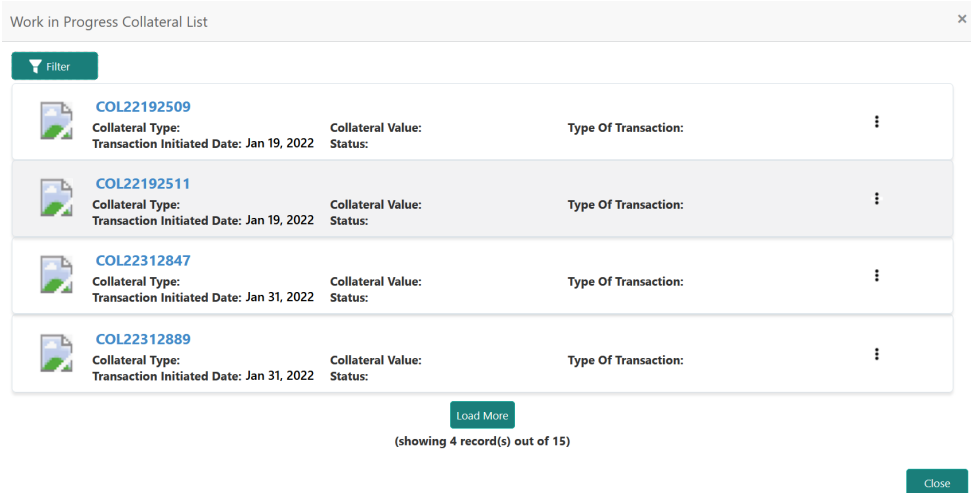 Work in Progress Collateral List
×
Filter
COL22192509
Collateral Type: Collateral Value: Type Of Transaction:
Transaction Initiated Date: Jan 19, 2022 Status:
COL22192511
Collateral Type: Collateral Value: Type Of Transaction:
Transaction Initiated Date: Jan 19, 2022 Status:
COL22312847
Collateral Type: Collateral Value: Type Of Transaction:
Transaction Initiated Date: Jan 31, 2022 Status:
COL22312889
Collateral Type: Collateral Value: Type Of Transaction:
Transaction Initiated Date: Jan 31, 2022 Status:
Load More
(showing 4 record(s) out of 15)
Close